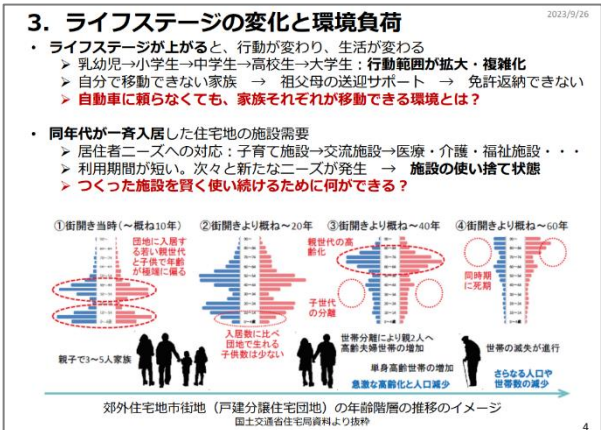 2023/9/26
3. ライフステージの変化と環境負荷
• ライフステージが上がると、行動が変わり、生活が変わる
➢ 乳幼児→小学生→中学生→高校生→大学生:行動範囲が拡大・複雑化
➢ 自分で移動できない家族 → 祖父母の送迎サポート → 免許返納できない
➢ 自動車に頼らなくても、家族それぞれが移動できる環境とは?
• 同年代が一斉入居した住宅地の施設需要
➢ 居住者ニーズへの対応:子育て施設→交流施設→医療・介護・福祉施設・・・
➢ 利用期間が短い。次々と新たなニーズが発生 → 施設の使い捨て状態
➢ つくった施設を賢く使い続けるために何ができる?
①街開き当時(~概ね10年)
団地に入居する若い親世代と子供で年齢が極端に偏る
親子で3~5人家族
②街開きより概ね~20年
入居数に比べ団地で生れる子供数は少ない
③街開きより概ね~40年
親世代の高齢化
子世代の分離
世帯分離により親2人へ
高齢夫婦世帯の増加
単身高齢世帯の増加
急激な高齢化と人口減少
④街開きより概ね~60年
同時期に死期
世帯の滅失が進行
さらなる人口や世帯数の減少
郊外住宅地市街地(戸建分譲住宅団地)の年齢階層の推移のイメージ
国土交通省住宅局資料より抜粋
4